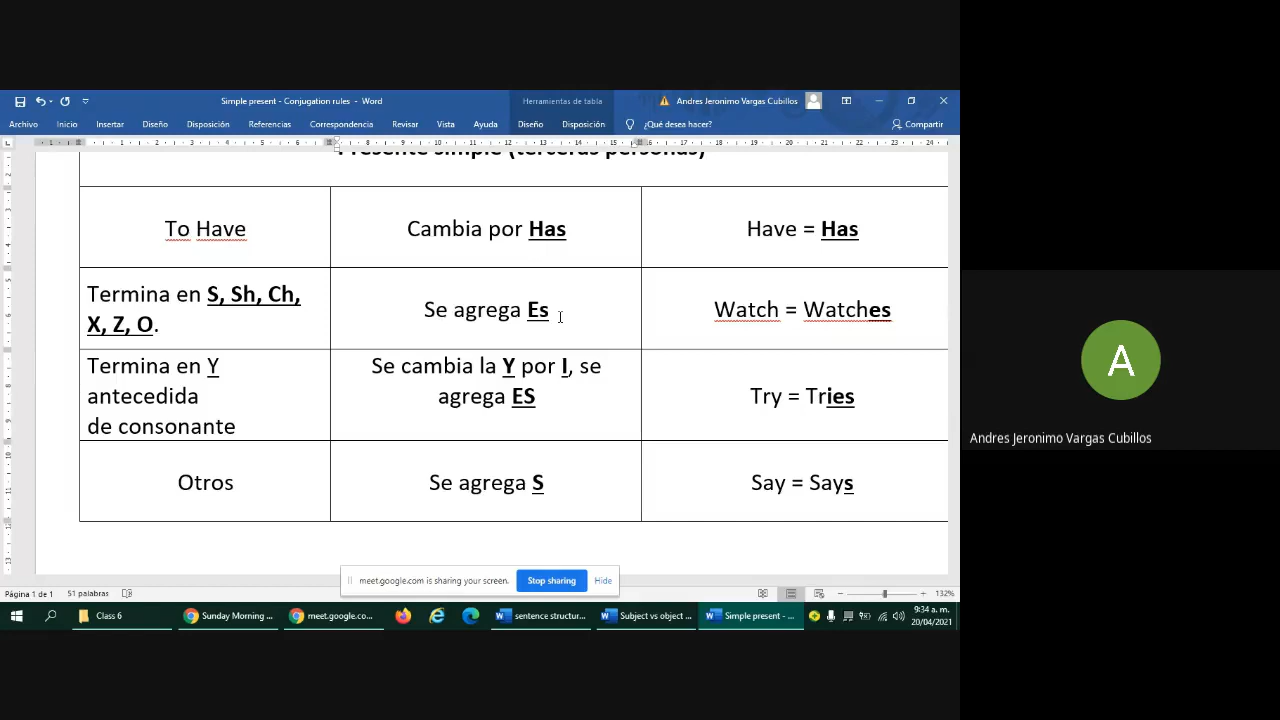 Simple present - Conjugation rules - Word
Herramientas de tabla
Andres Jeronimo Vargas Cubillos
Archivo Inicio Insertar Diseño Disposición Referencias Correspondencia Revisar Vista Ayuda Diseño Disposición ¿Qué desea hacer? Compartir
Presente simple (terceras personas)
To Have
Cambia por Has
Have = Has
Termina en S, Sh, Ch,
X, Z, O.
Se agrega Es
Watch = Watches
Termina en Y
antecedida
de consonante
Se cambia la Y por I, se
agrega ES
Try = Tries
Otros
Se agrega S
Say = Says
meet.google.com is sharing your screen. Stop sharing Hide
Página 1 de 1 51 palabras 132%
Class 6 Sunday Morning ... meet.google.co... sentence structur... Subject vs object ... Simple present - ...
9:34 a. m.
20/04/2021
A
Andres Jeronimo Vargas Cubillos